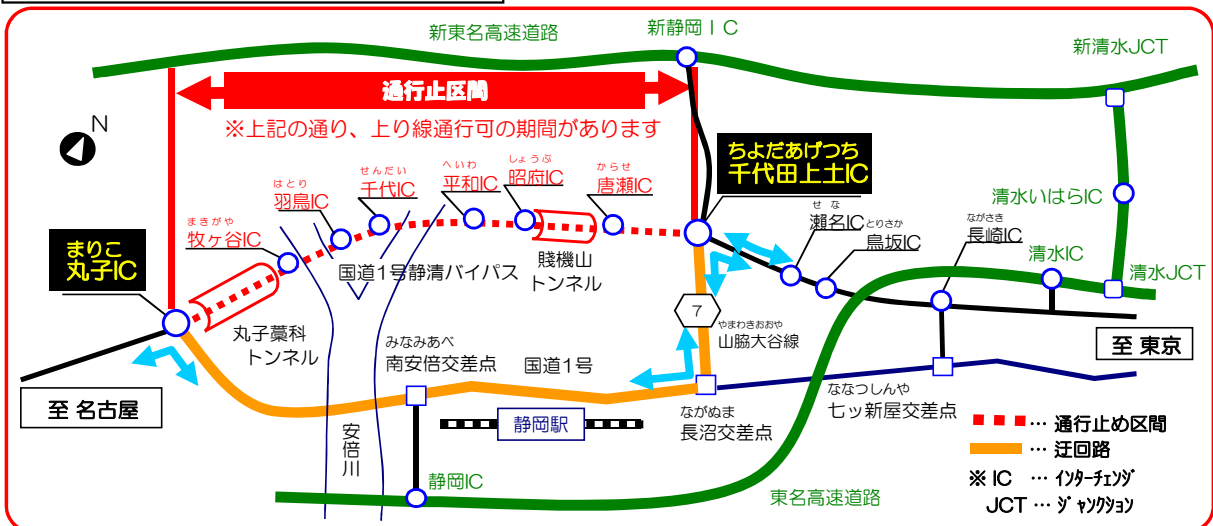 新東名高速道路
新静岡IC
新清水JCT
通行止区間
※上記の通り、上り線通行可の期間があります
N
ちよだあげつち
千代田上土IC
まりこ
丸子IC
まきがや
牧ヶ谷IC
はとり
羽鳥IC
せんだい
千代IC
へいわ
平和IC
しょうぶ
昭府IC
からせ
唐瀬IC
せな
瀬名IC
とりさか
鳥坂IC
ながさき
長崎IC
清水いはらIC
清水IC
清水JCT
国道1号静清バイパス
賤機山
トンネル
丸子藁科
トンネル
7
やまわきおおや
山脇大谷線
みなみあべ
南安倍交差点
国道1号
至 東京
至 名古屋
静岡駅
ながぬま
長沼交差点
ななつしんや
七ッ新屋交差点
安倍川
静岡IC
東名高速道路
… 通行止め区間
… 迂回路
※ IC … インターチェンジ
JCT … ジャンクション